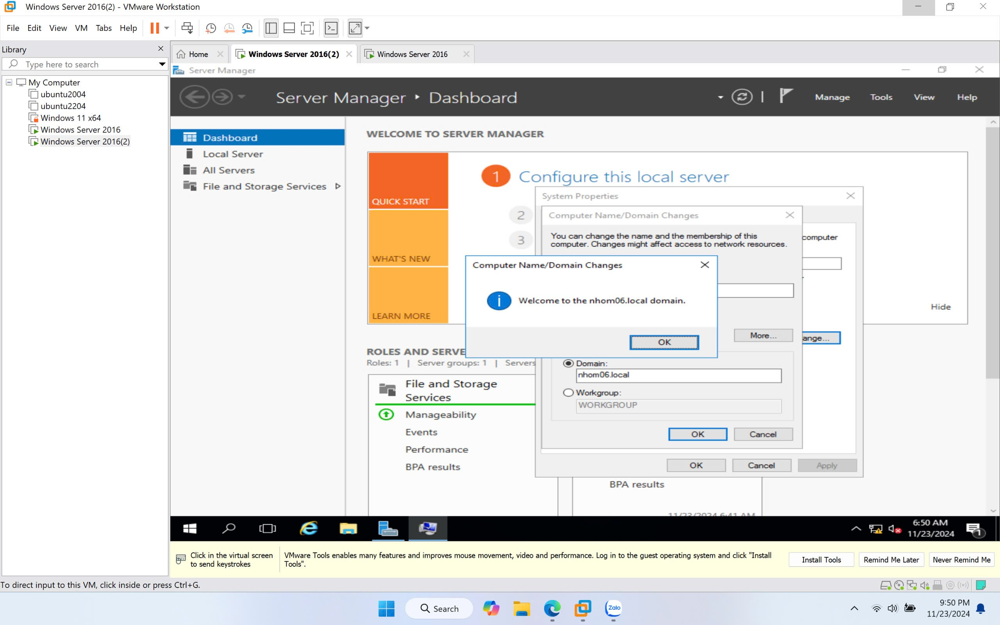 Windows Server 2016(2) - VMware Workstation
File Edit View VM Tabs Help
Library
Type here to search
My Computer
ubuntu2004
ubuntu2204
Windows 11 x64
Windows Server 2016
Windows Server 2016(2)
Home
Windows Server 2016(2)
Windows Server 2016
Server Manager
Server Manager Dashboard
Manage Tools View Help
Dashboard
Local Server
All Servers
File and Storage Services
WELCOME TO SERVER MANAGER
QUICK START
WHAT'S NEW
LEARN MORE
1 Configure this local server
2
3
Hide
System Properties
computer
ange...
Computer Name/Domain Changes
You can change the name and the membership of this
computer. Changes might affect access to network resources.
More...
Computer Name/Domain Changes
i Welcome to the nhom06.local domain.
OK
Domain:
nhom06.local
Workgroup:
WORKGROUP
OK Cancel
OK Cancel Apply
ROLES AND SERVE
Roles: 1 | Server groups: 1 | Servers
File and Storage
Services
Manageability
Events
Performance
BPA results
BPA results
11/23/2024 6:41 AM
6:50 AM
11/23/2024
1
Click in the virtual screen
to send keystrokes
VMware Tools enables many features and improves mouse movement, video and performance. Log in to the guest operating system and click "Install
Tools".
Install Tools Remind Me Later Never Remind Me
To direct input to this VM, click inside or press Ctrl+G.
Search
Zalo
9:50 PM
11/23/2024